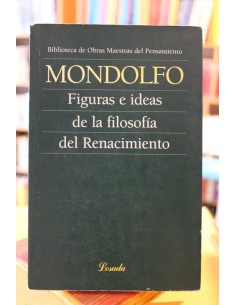 Biblioteca de Obras Maestras del Pensamiento
MONDOLFO
Figuras e ideas
de la filosofía
del Renacimiento
Losada